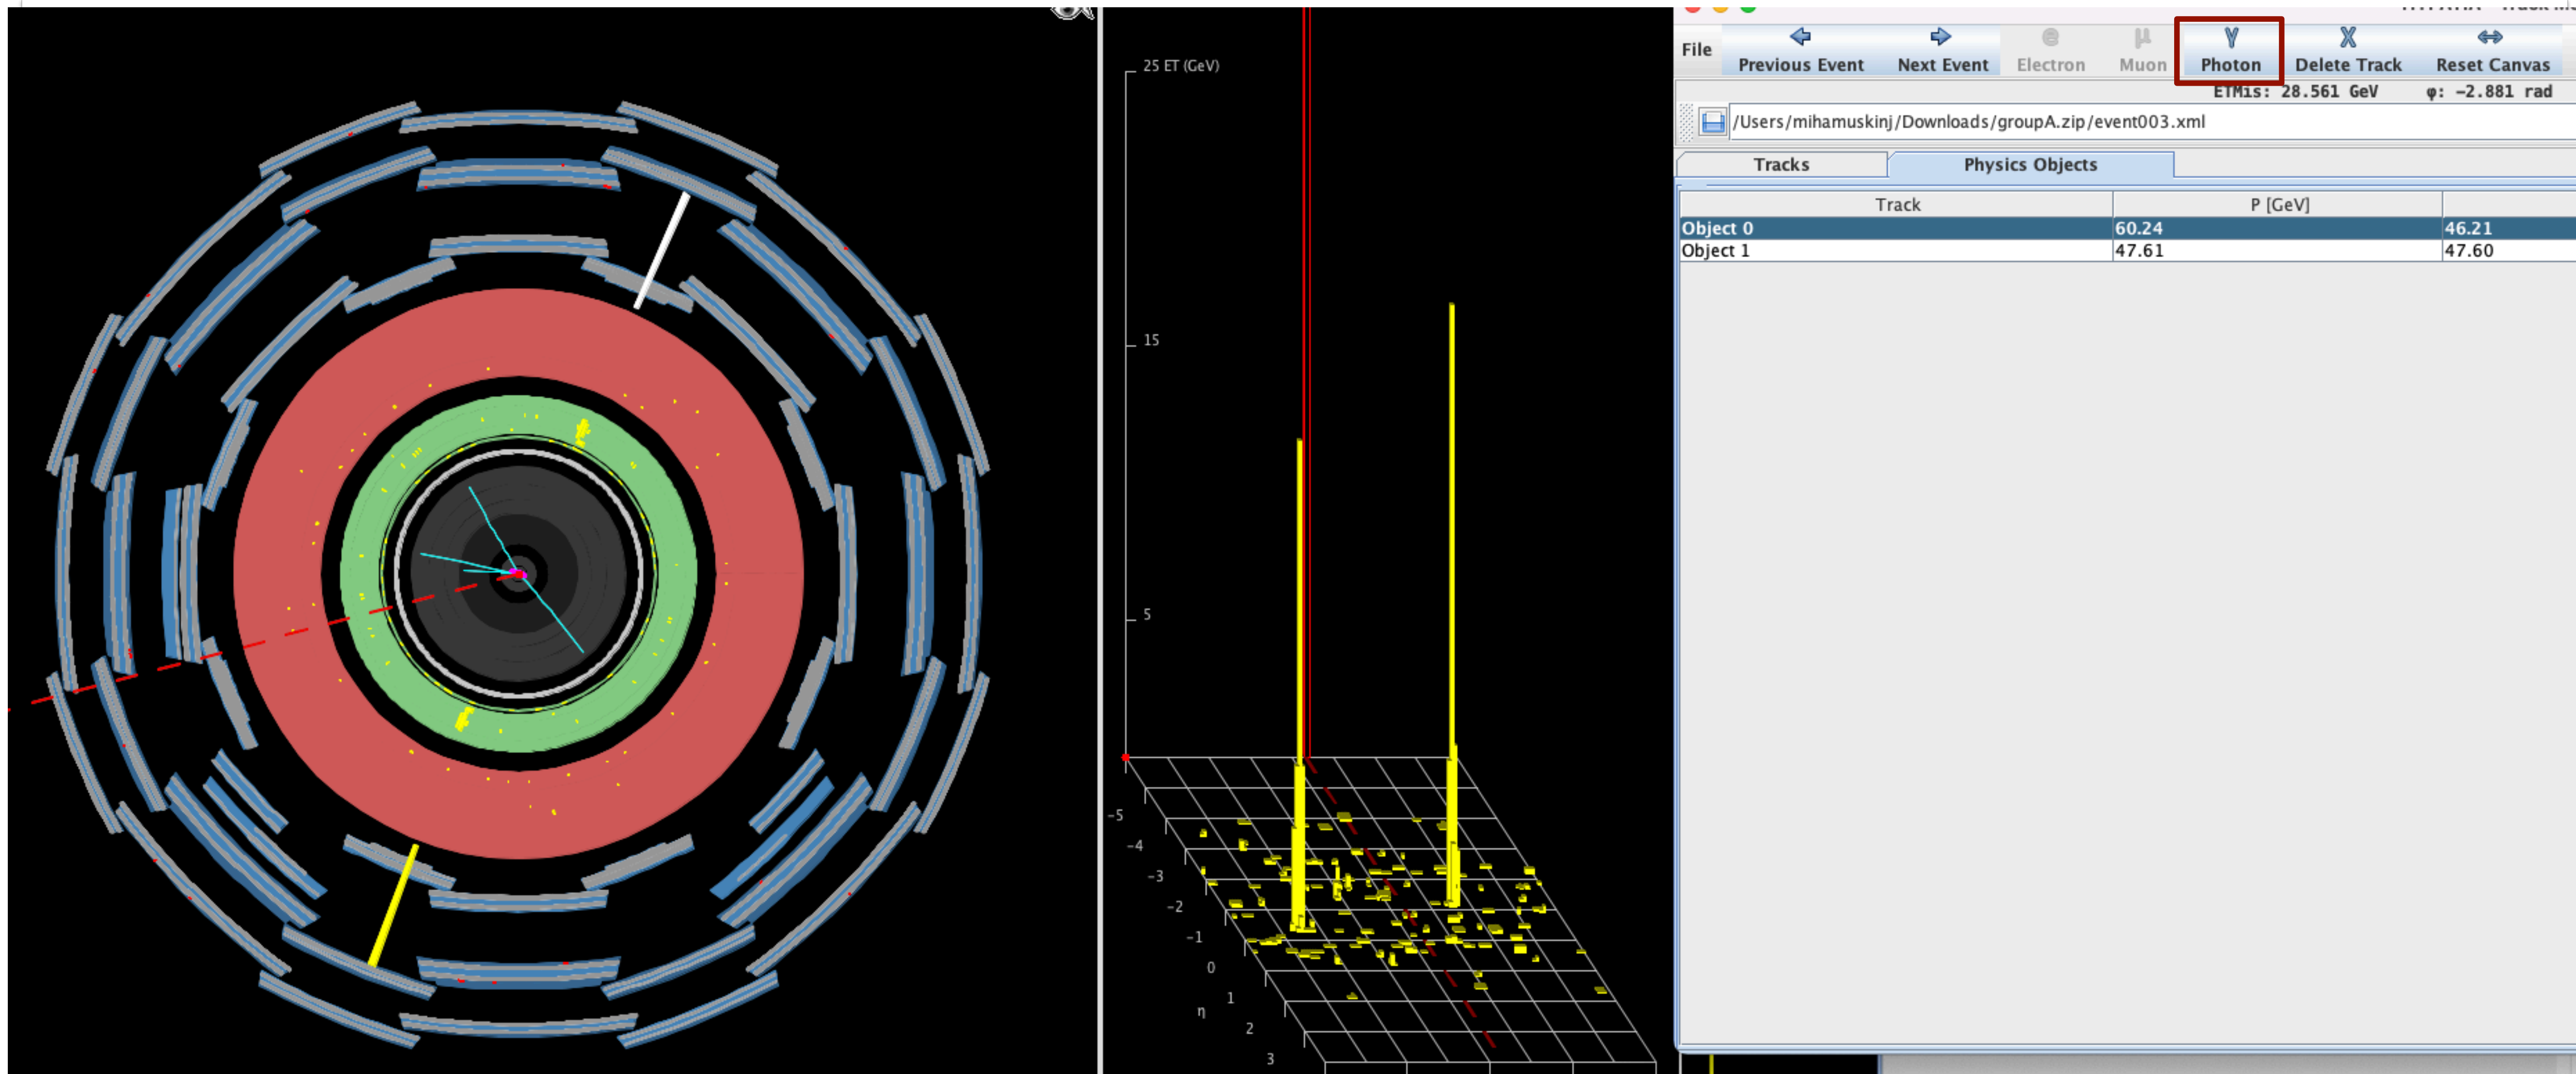 25 ET (GeV)
15
5
-5
-4
-3
-2
-1
0
1
2
3
η
File
Previous Event
Next Event
e
Electron
μ
Muon
γ
Photon
X
Delete Track
Reset Canvas
ETMis: 28.561 GeV φ: -2.881 rad
/Users/mihamuskinj/Downloads/groupA.zip/event003.xml
Tracks Physics Objects
Track P [GeV]
Object 0 60.24 46.21
Object 1 47.61 47.60